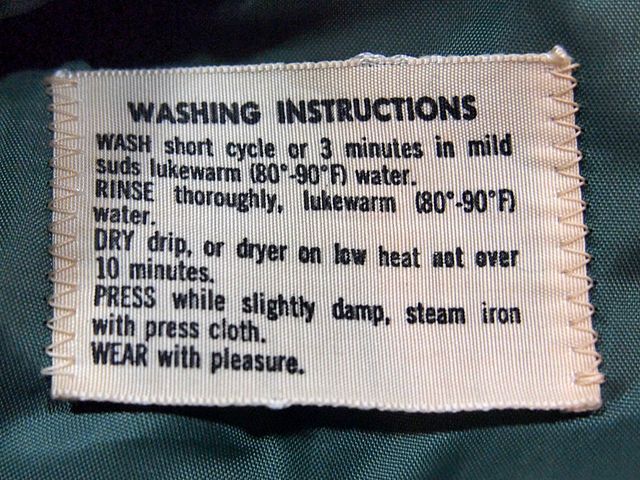 WASHING INSTRUCTIONS
WASH short cycle or 3 minutes in mild
suds lukewarm (80°-90°F) water.
RINSE thoroughly, lukewarm (80°-90°F)
water.
DRY drip, or dryer on low heat not over
10 minutes.
PRESS while slightly damp, steam iron
with press cloth.
WEAR with pleasure.